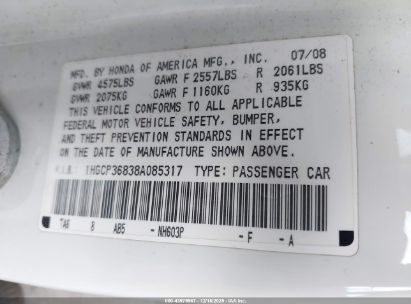 MFD. BY HONDA OF AMERICA MFG., INC. 07/08
GVWR 4575LBS GAWR F 2557LBS R 2061LBS
GVWR 2075KG GAWR F 1160KG R 935KG
THIS VEHICLE CONFORMS TO ALL APPLICABLE
FEDERAL MOTOR VEHICLE SAFETY, BUMPER,
AND THEFT PREVENTION STANDARDS IN EFFECT
ON THE DATE OF MANUFACTURE SHOWN ABOVE.
V.I.N.: 1HGCP36838A085317 TYPE: PASSENGER CAR
TA6 8 AB5 - NH603P - F - A